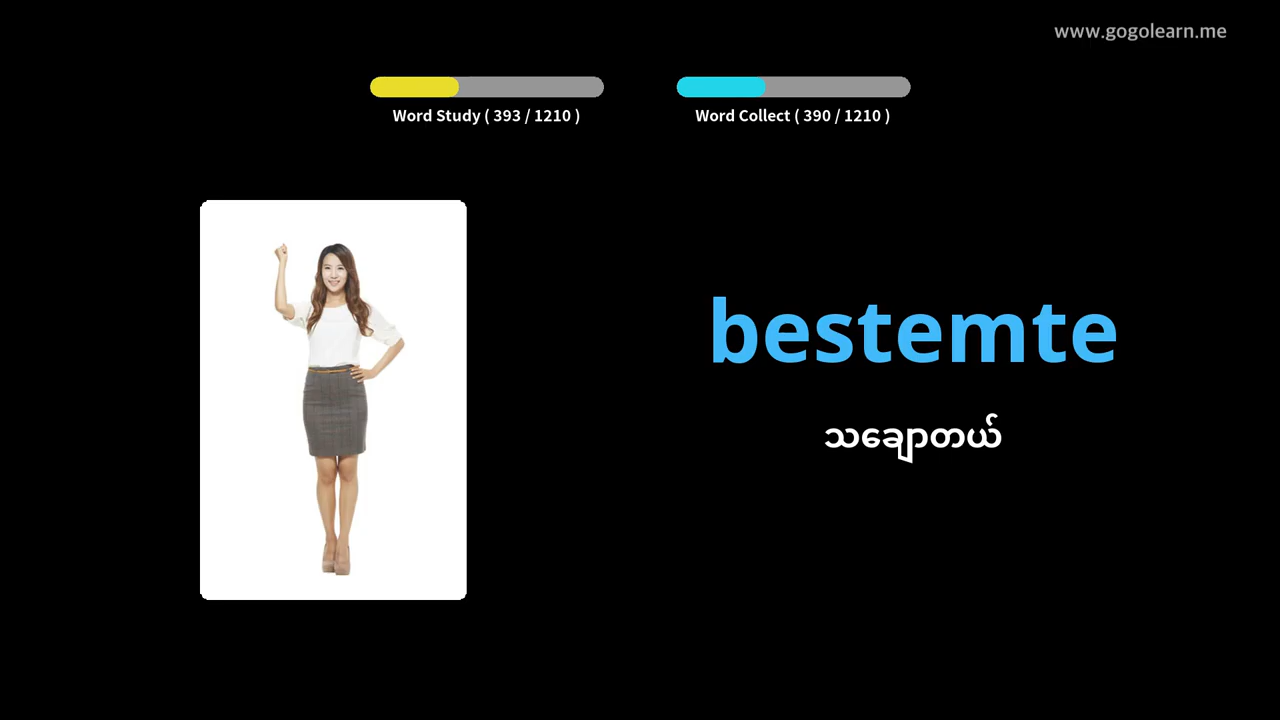 www.gogolearn.me
Word Study ( 393 / 1210 )
Word Collect ( 390 / 1210 )
bestemte
သချောတယ်